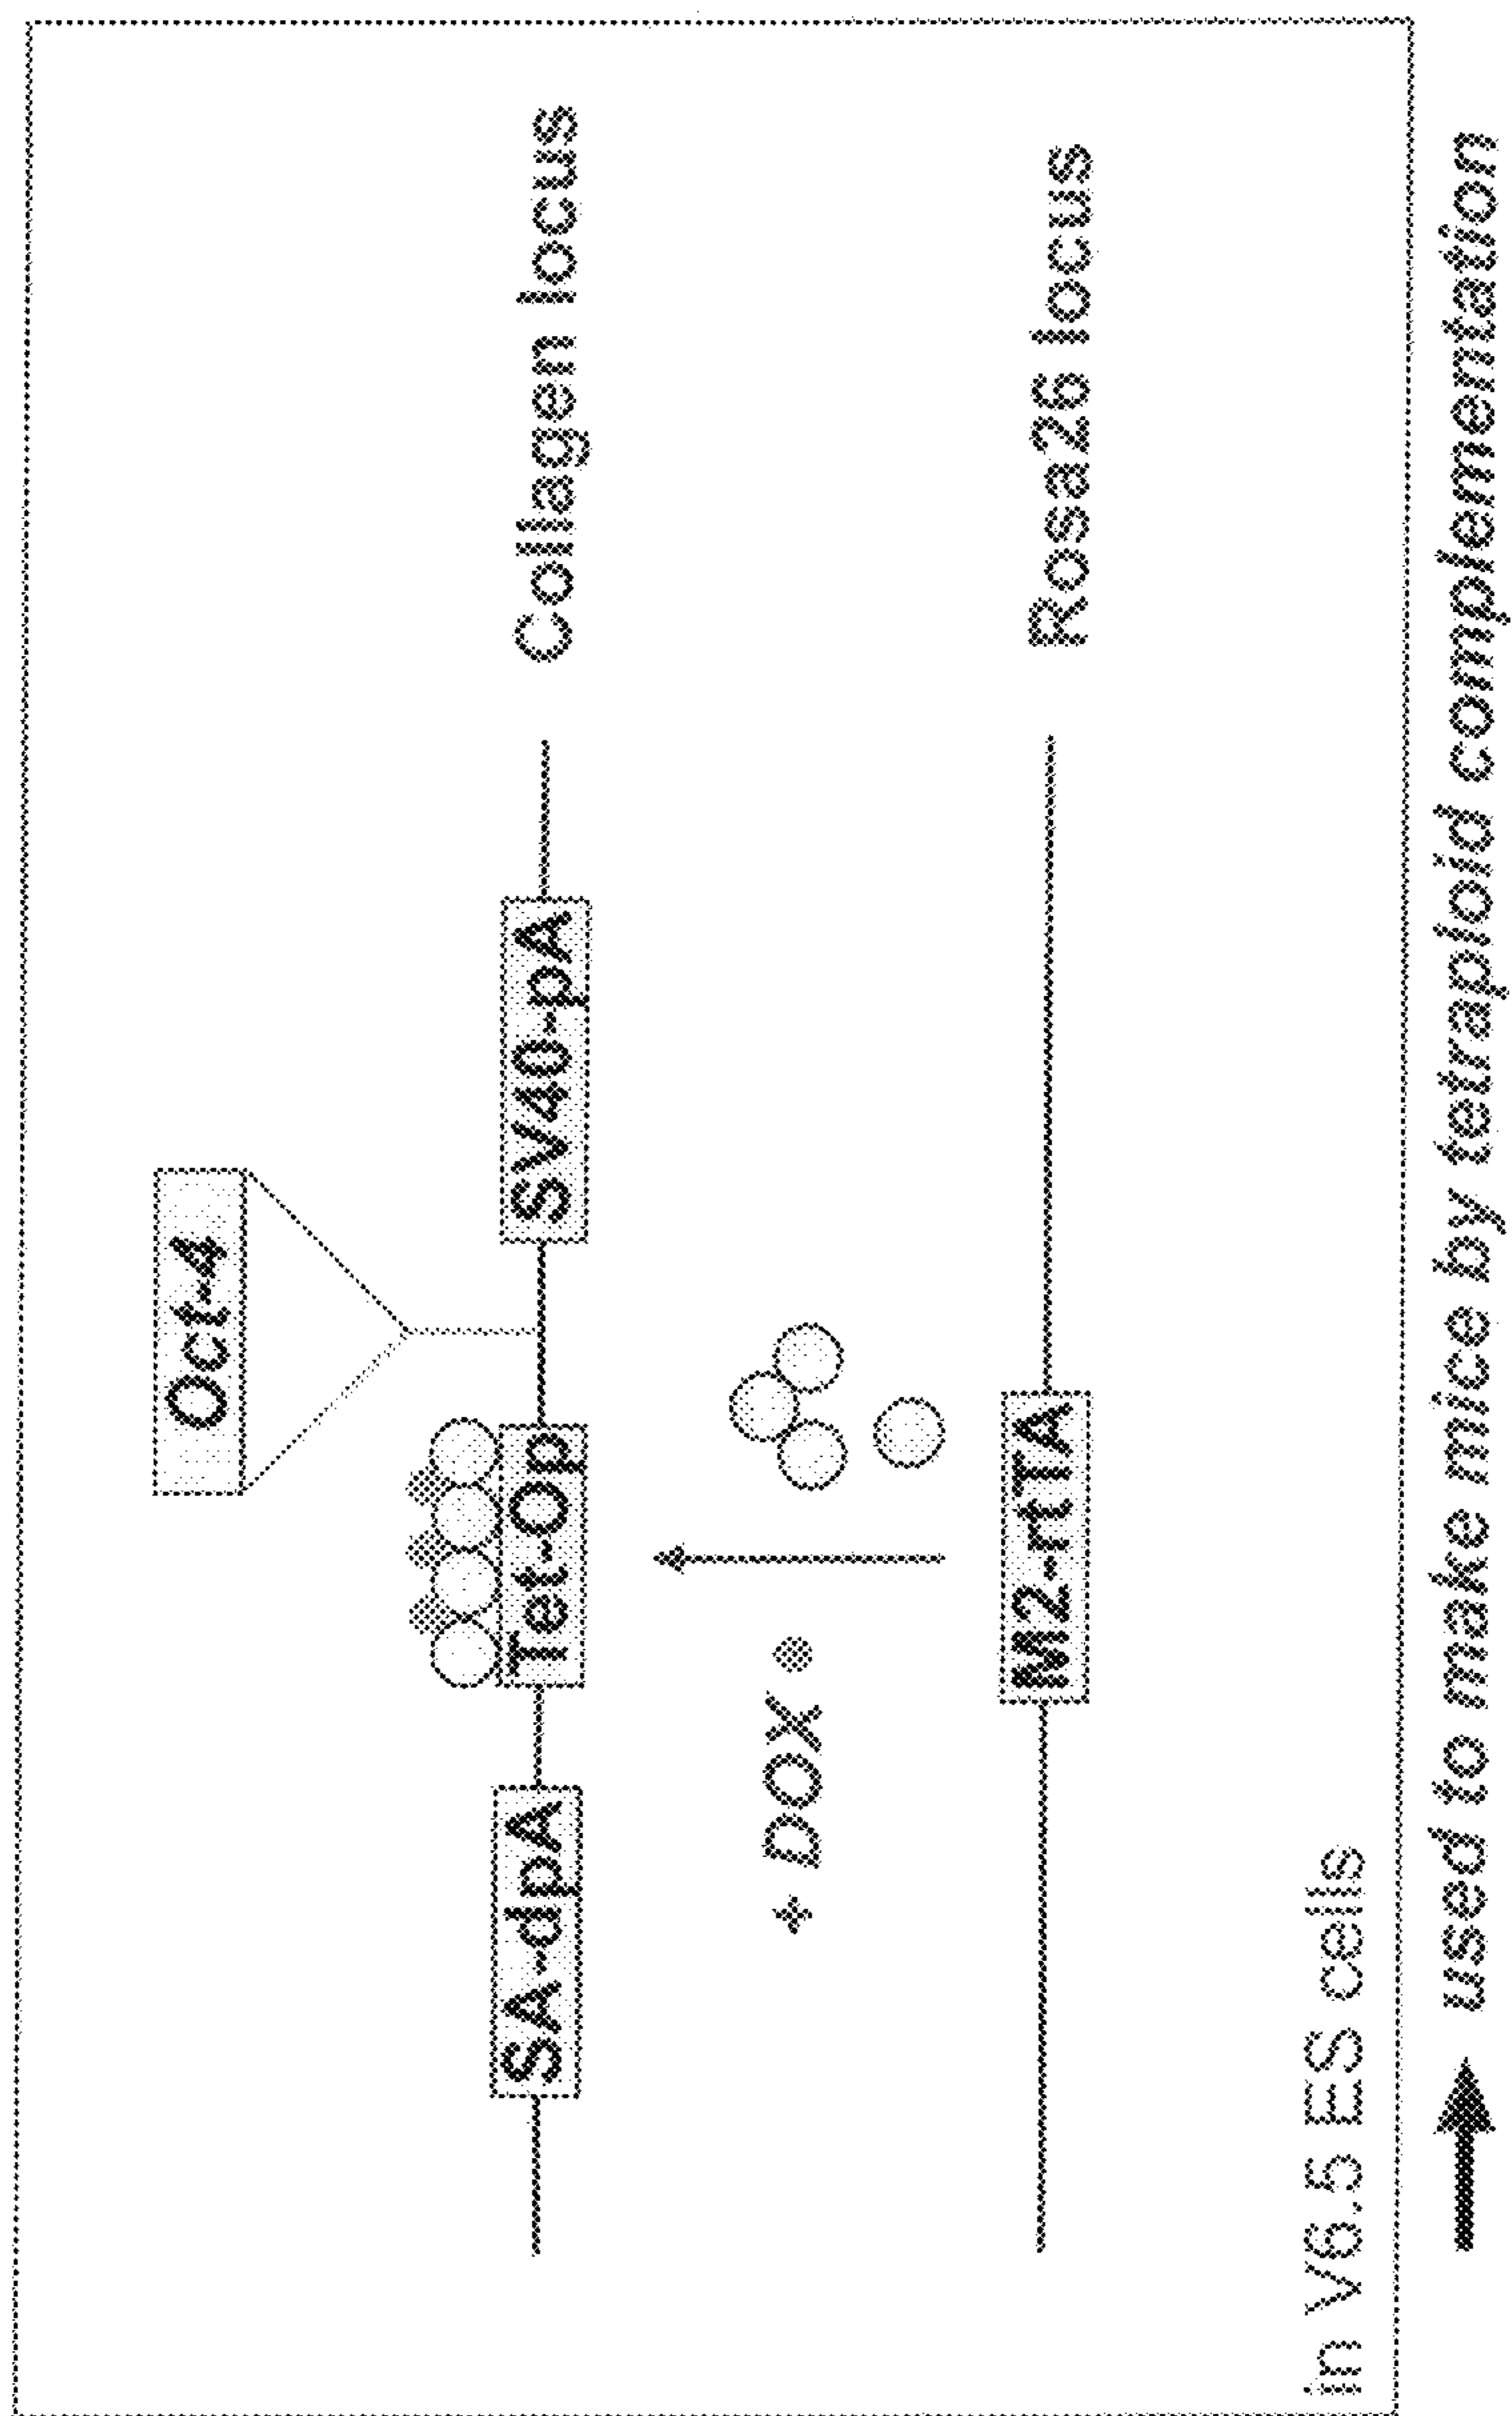 Oct-4
SA-dpA Tet-Op SV40-pA Collagen locus
+ DOX
M2-rtTA Rosa26 locus
in V6.5 ES cells
used to make mice by tetraploid complementation